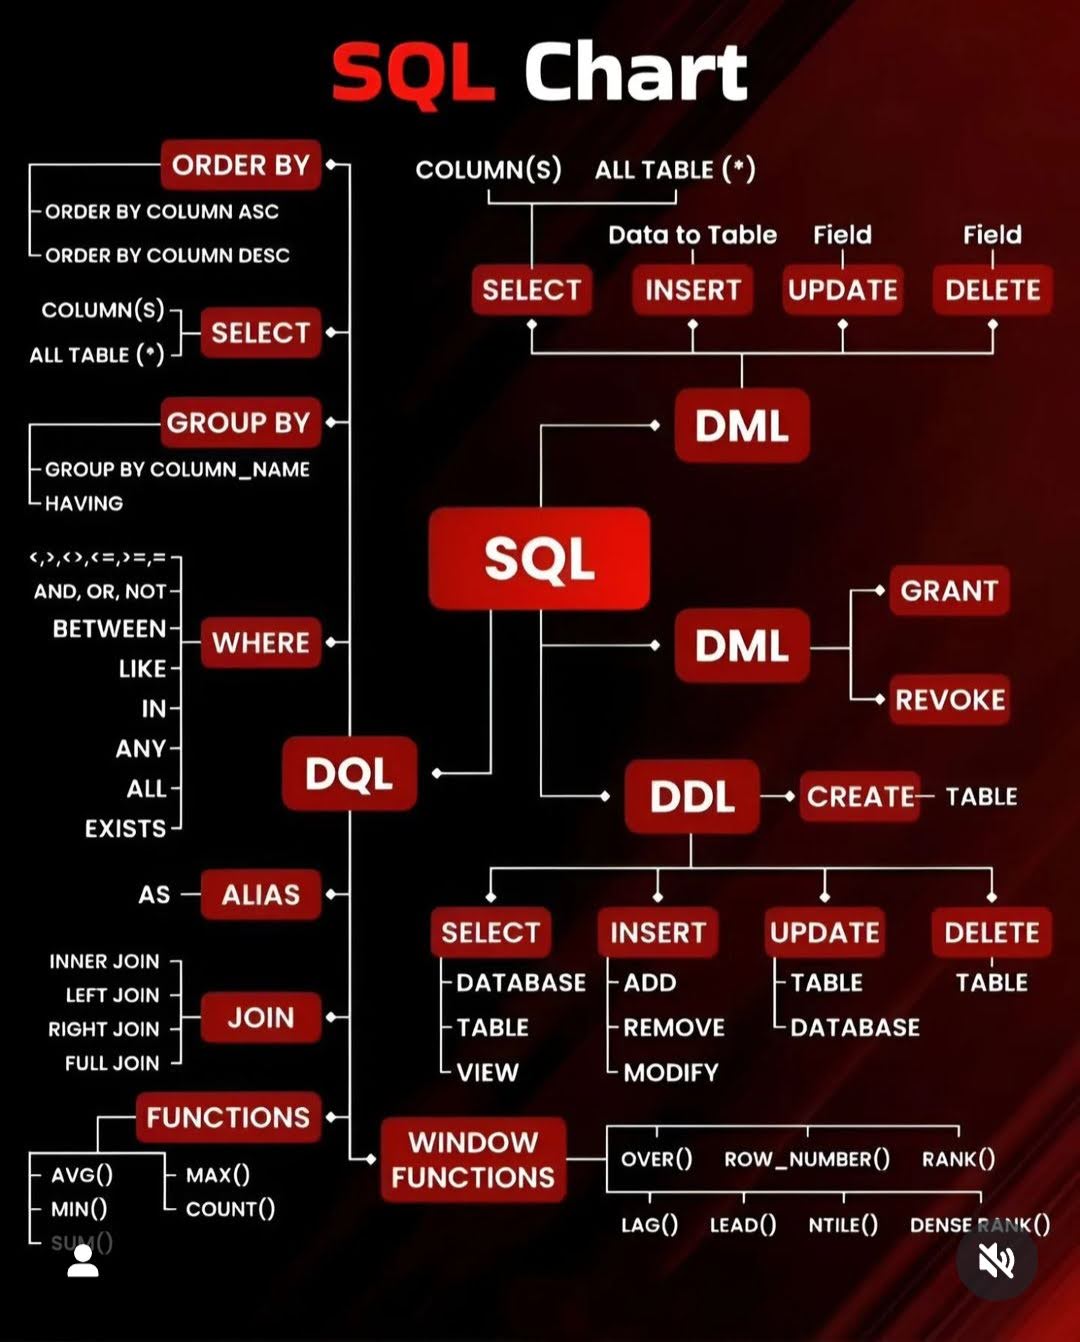 SQL Chart
ORDER BY
ORDER BY COLUMN ASC
ORDER BY COLUMN DESC
COLUMN(S)
ALL TABLE (*)
SELECT
GROUP BY
GROUP BY COLUMN_NAME
HAVING
<,>,<>,<=,>=,=
AND, OR, NOT
BETWEEN
LIKE
IN
ANY
ALL
EXISTS
WHERE
DQL
AS
ALIAS
INNER JOIN
LEFT JOIN
RIGHT JOIN
FULL JOIN
JOIN
FUNCTIONS
AVG()
MIN()
SUM()
MAX()
COUNT()
COLUMN(S)
ALL TABLE (*)
Data to Table
Field
Field
SELECT
INSERT
UPDATE
DELETE
DML
SQL
DML
GRANT
REVOKE
DDL
CREATE
TABLE
SELECT
DATABASE
TABLE
VIEW
INSERT
ADD
REMOVE
MODIFY
UPDATE
TABLE
DATABASE
DELETE
TABLE
WINDOW
FUNCTIONS
OVER()
ROW_NUMBER()
RANK()
LAG()
LEAD()
NTILE()
DENSE RANK()